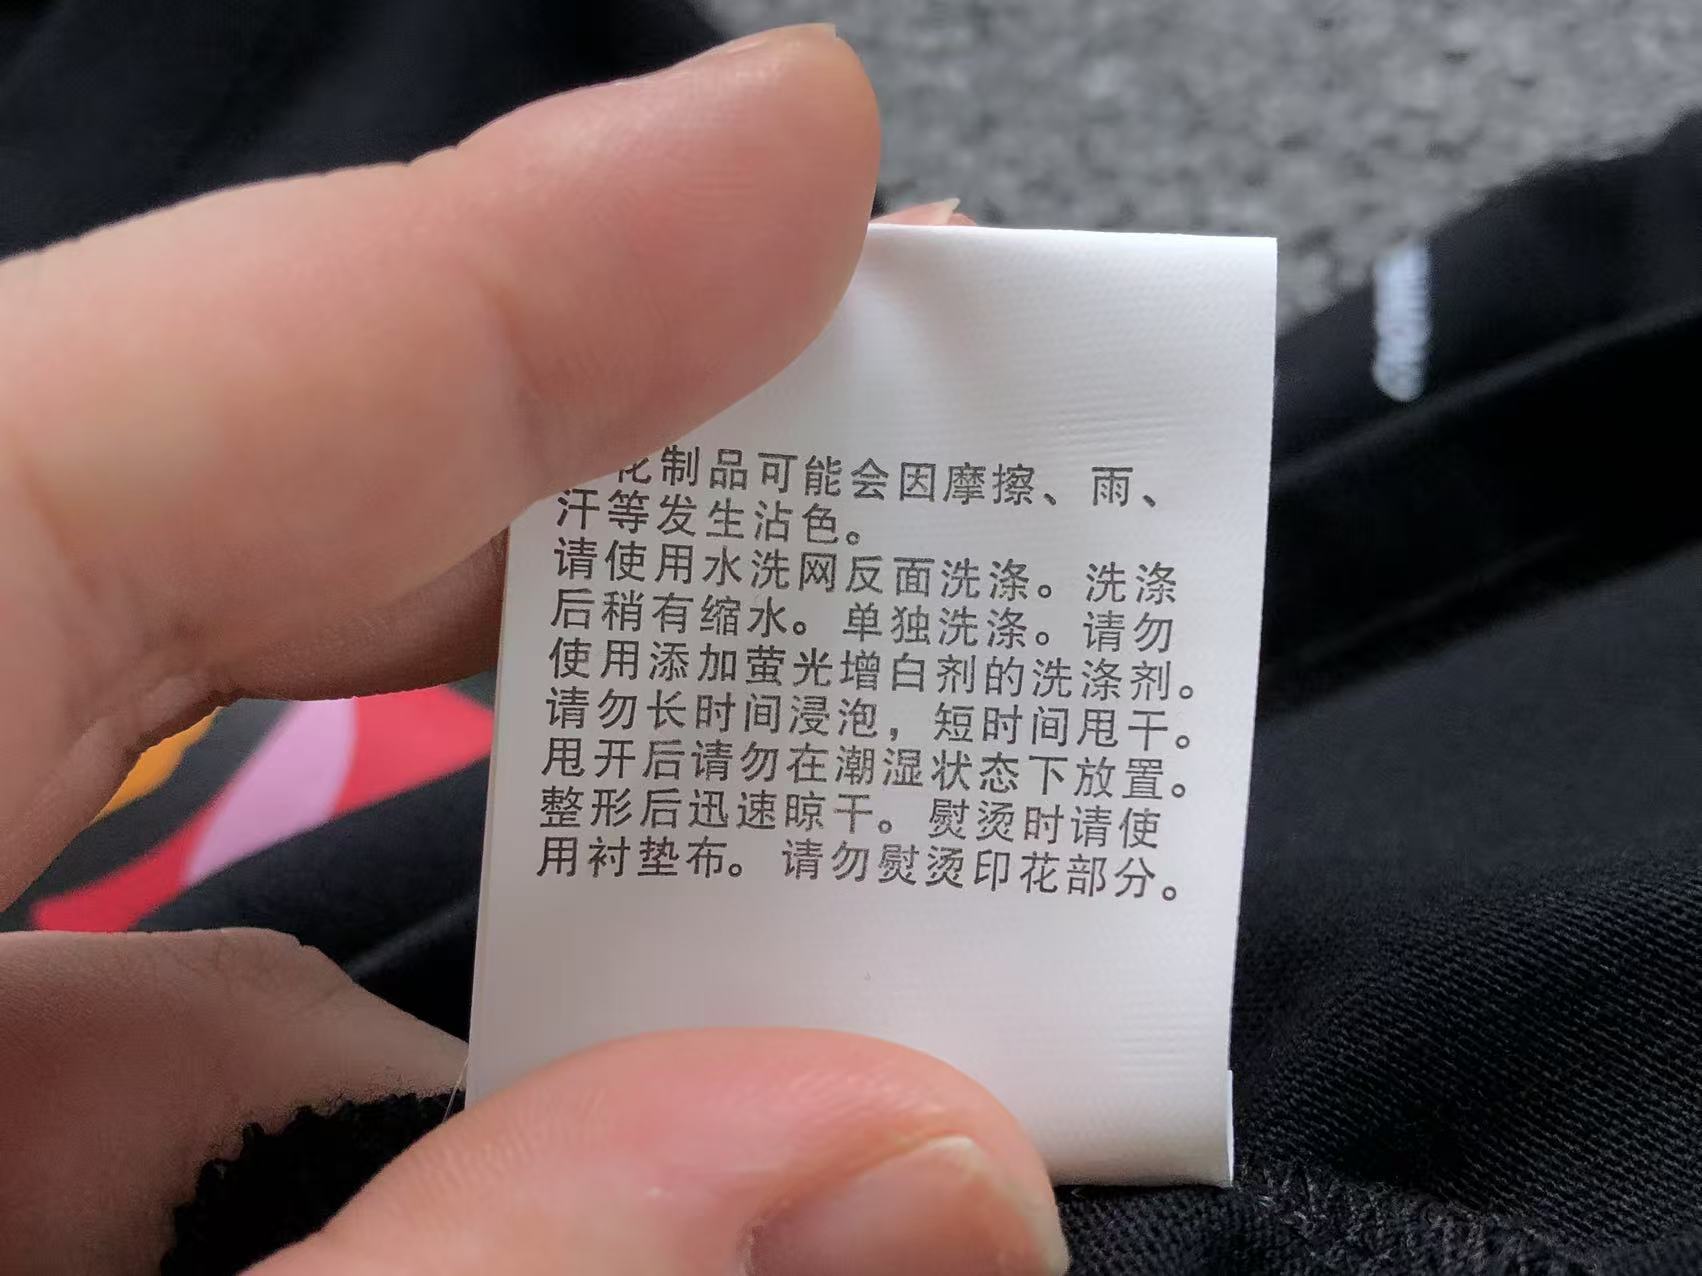 花制品可能会因摩擦、雨、
汗等发生沾色。
请使用水洗网反面洗涤。洗涤
后稍有缩水。单独洗涤。请勿
使用添加萤光增白剂的洗涤剂。
请勿长时间浸泡，短时间甩干。
甩开后请勿在潮湿状态下放置。
整形后迅速晾干。熨烫时请使
用衬垫布。请勿熨烫印花部分。